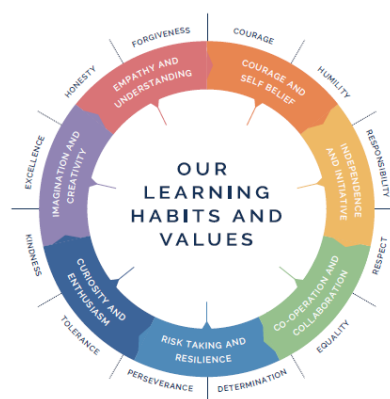 OUR
LEARNING
HABITS AND
VALUES
COURAGE AND
SELF BELIEF
INDEPENDENCE
AND INITIATIVE
CO-OPERATION AND
COLLABORATION
RISK TAKING AND
RESILIENCE
CURIOSITY AND
ENTHUSIASM
IMAGINATION AND
CREATIVITY
EMPATHY AND
UNDERSTANDING
COURAGE
HUMILITY
RESPONSIBILITY
RESPECT
EQUALITY
DETERMINATION
PERSEVERANCE
TOLERANCE
KINDNESS
EXCELLENCE
HONESTY
FORGIVENESS